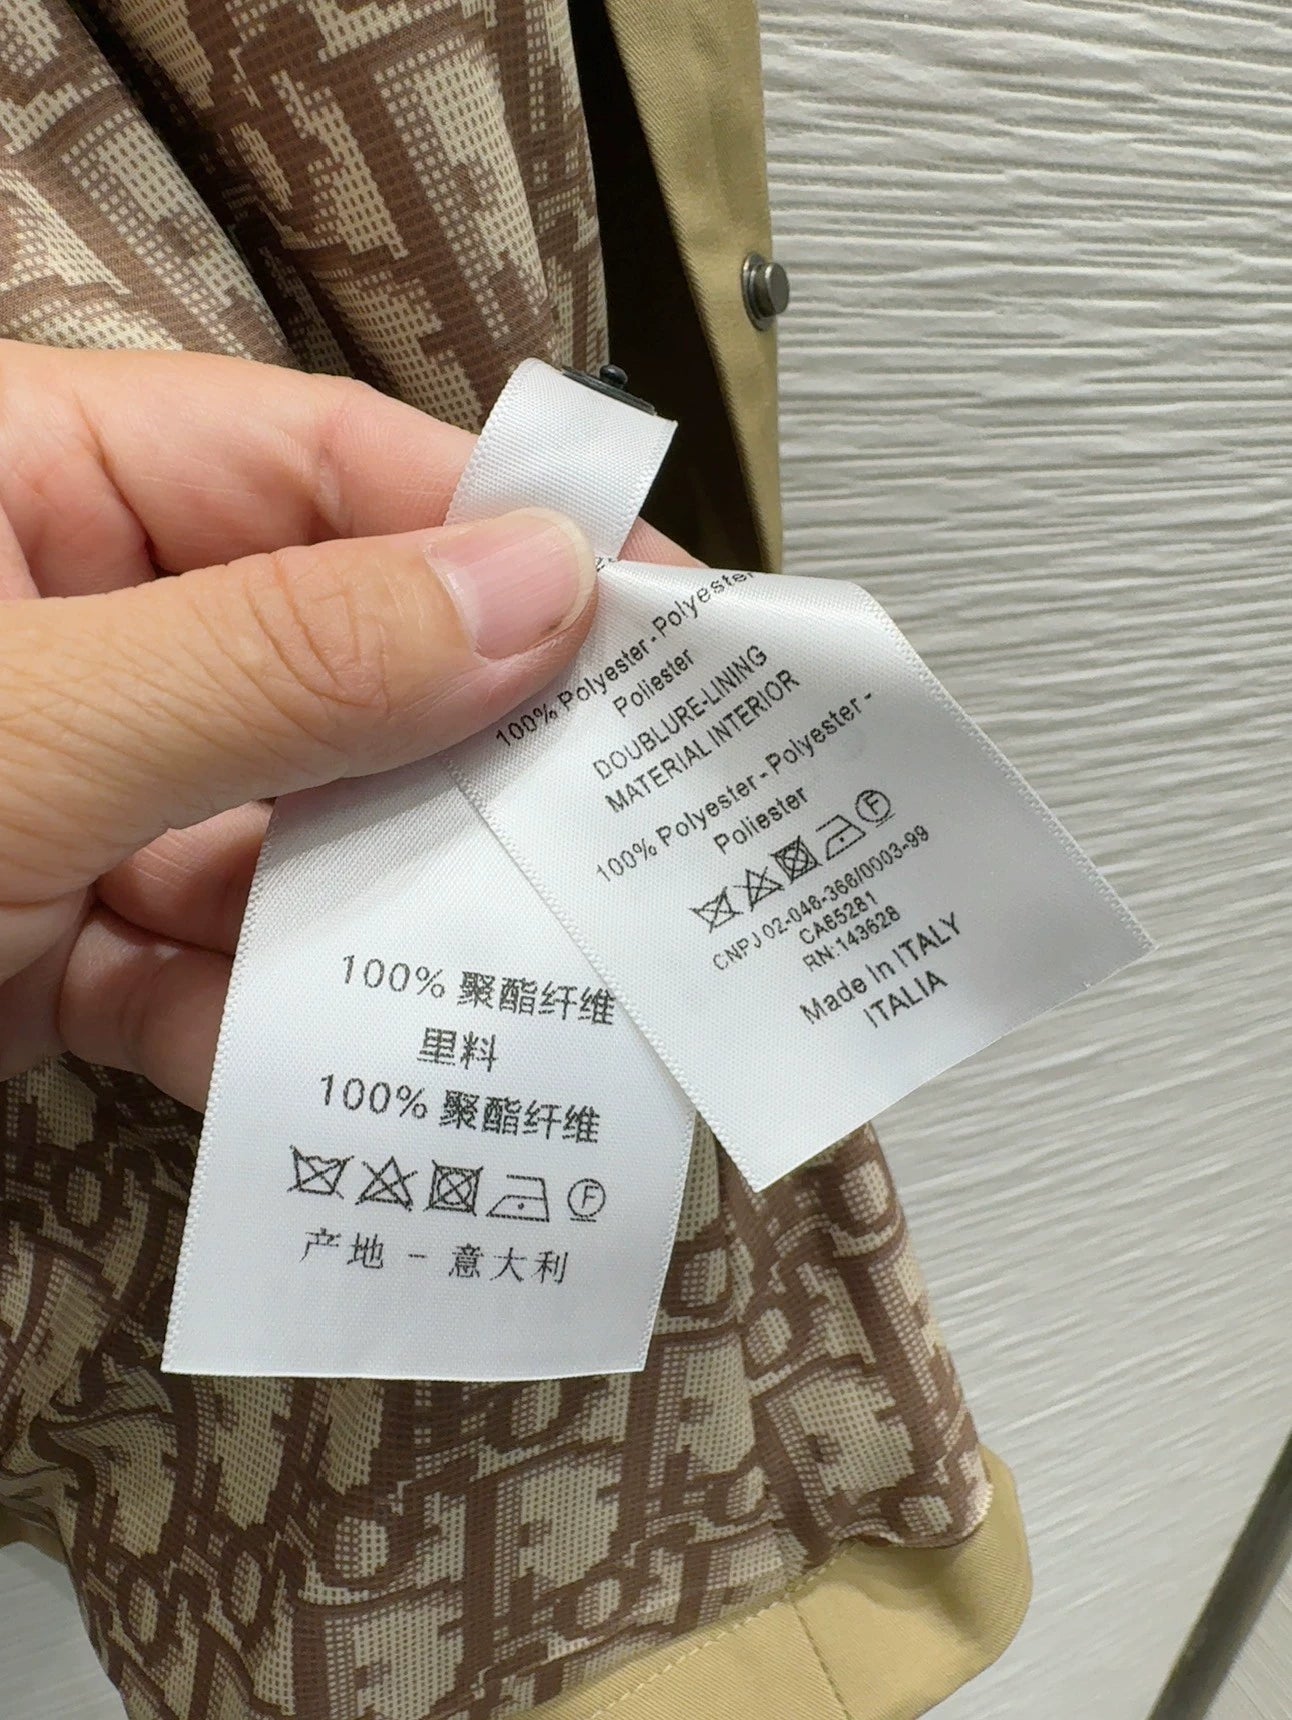 100% Polyester - Polyester
Poliester
DOUBLURE-LINING
MATERIAL INTERIOR
100% Polyester - Polyester -
Poliester
F
CNPJ 02-046-366/0003-99
CA65281
RN:143628
Made In ITALY
ITALIA
100% 聚酯纤维
里料
100% 聚酯纤维
F
产地 - 意大利